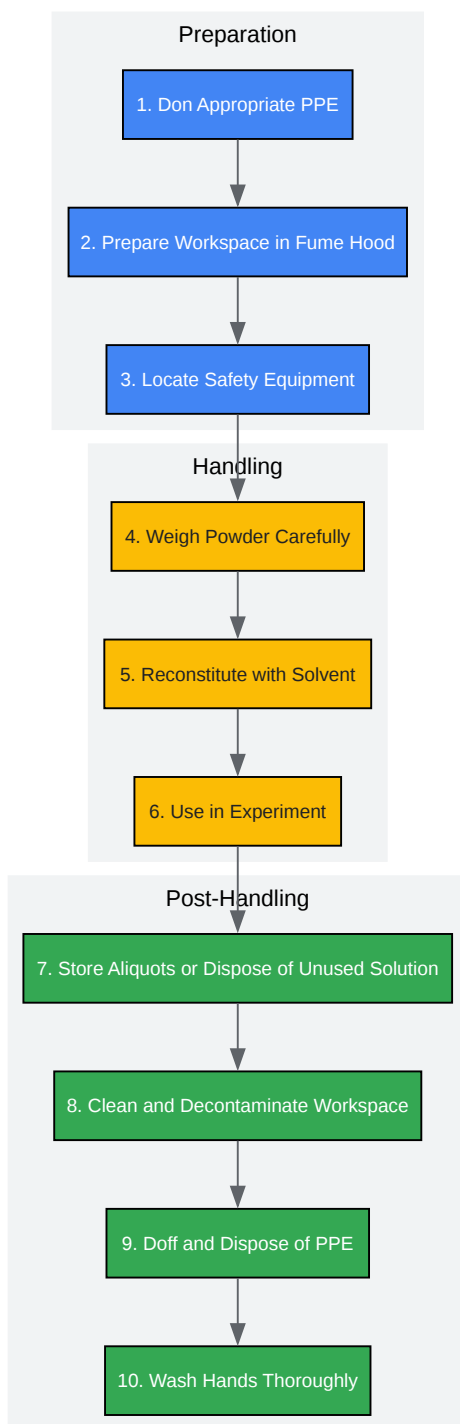 Preparation
1. Don Appropriate PPE
2. Prepare Workspace in Fume Hood
3. Locate Safety Equipment
Handling
4. Weigh Powder Carefully
5. Reconstitute with Solvent
6. Use in Experiment
Post-Handling
7. Store Aliquots or Dispose of Unused Solution
8. Clean and Decontaminate Workspace
9. Doff and Dispose of PPE
10. Wash Hands Thoroughly